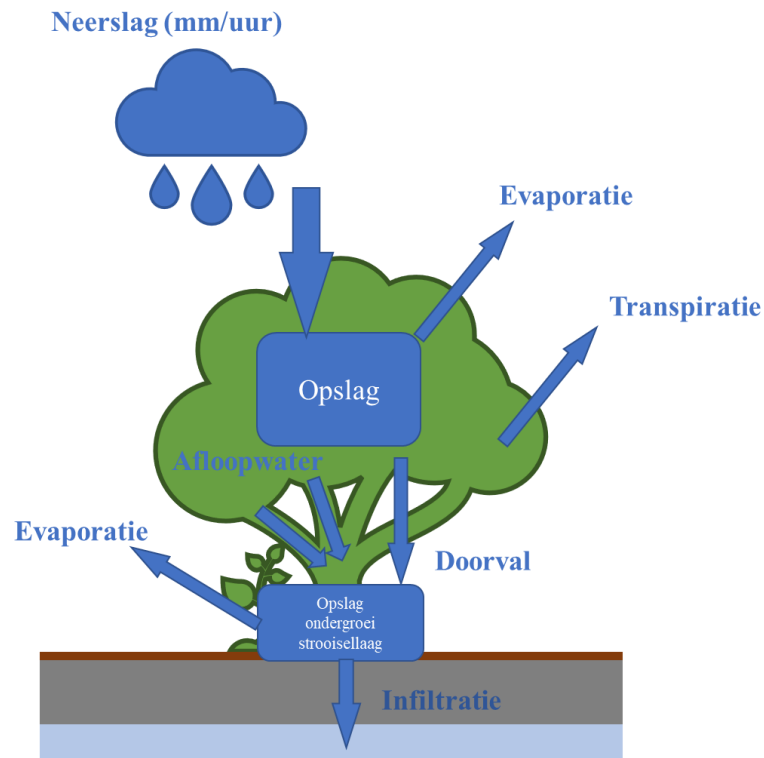 Neerslag (mm/uur)
Evaporatie
Transpiratie
Opslag
Afloopwater
Evaporatie
Doorval
Opslag
ondergroei
strooisellaag
Infiltratie